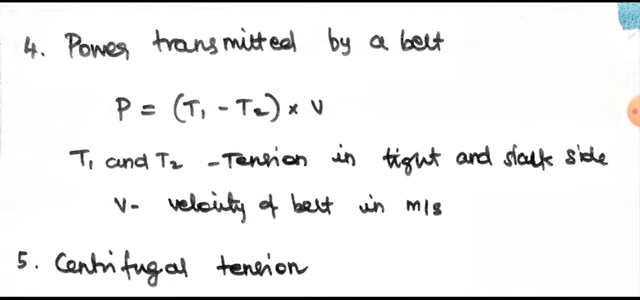 4. Power transmitted by a belt
P = (T₁ - T₂) × V
T₁ and T₂ - Tension in tight and slack side
V - velocity of belt in m/s
5. Centrifugal tension